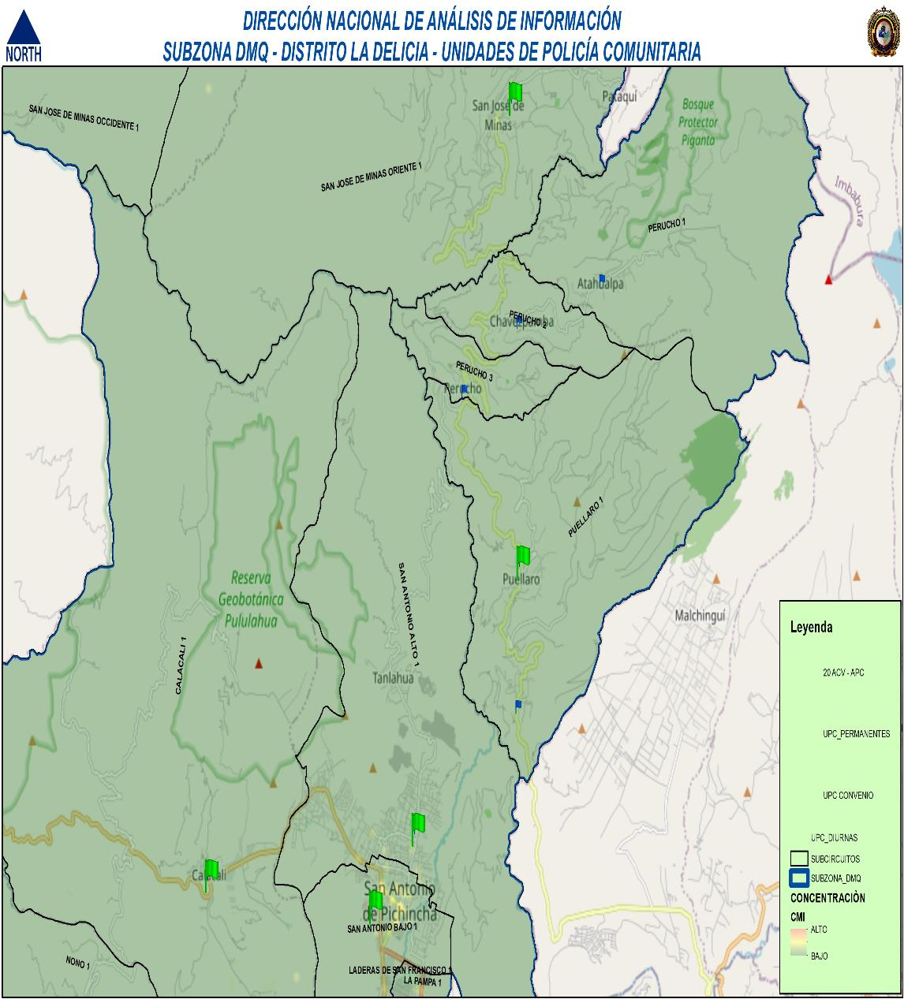 DIRECCIÓN NACIONAL DE ANÁLISIS DE INFORMACIÓN
SUBZONA DMQ - DISTRITO LA DELICIA - UNIDADES DE POLICÍA COMUNITARIA
NORTH
SAN JOSE DE MINAS OCCIDENTE 1
San Jose de
Minas
Pataquí
Bosque
Protector
Piganta
SAN JOSE DE MINAS ORIENTE 1
Imbabura
PERUCHO 1
Atahualpa
Chavezpamba
PERUCHO 2
PERUCHO 3
Perucho
PUELLARO 1
Puellaro
Reserva
Geobotánica
Pululahua
SAN ANTONIO ALTO 1
CALACALI 1
Tanlahua
Malchinguí
Calacali
San Antonio
de Pichincha
SAN ANTONIO BAJO 1
NONO 1
LADERAS DE SAN FRANCISCO 1
LA PAMPA 1
Leyenda
20 ACV - APC
UPC_PERMANENTES
UPC CONVENIO
UPC_DIURNAS
SUBCIRCUITOS
SUBZONA_DMQ
CONCENTRACIÒN
CMI
ALTO
BAJO